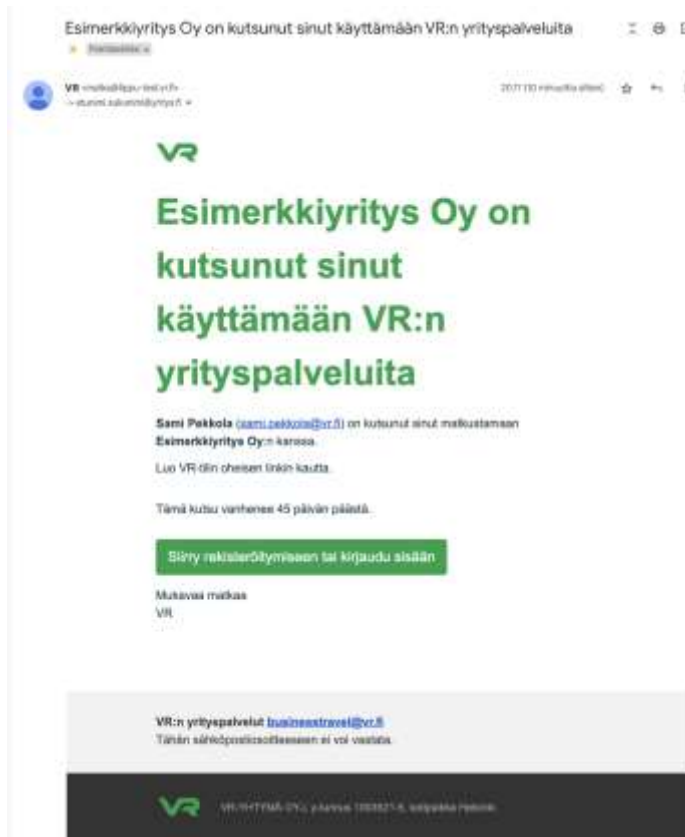 Esimerkkiyritys Oy on kutsunut sinut käyttämään VR:n yrityspalveluita
VR
VR
Esimerkkiyritys Oy on
kutsunut sinut
käyttämään VR:n
yrityspalveluita
Sami Pekkola (sami.pekkola@vr.fi) on kutsunut sinut matkustamaan
Esimerkkiyritys Oy:n kanssa.
Luo VR-tilin oheisen linkin kautta.
Tämä kutsu vanhenee 45 päivän päästä.
Siirry rekisteröitymiseen tai kirjaudu sisään
Mukavaa matkaa
VR
VR:n yrityspalvelut businesstravel@vr.fi
Tähän sähköpostiosoitteeseen ei voi vastata.
VR